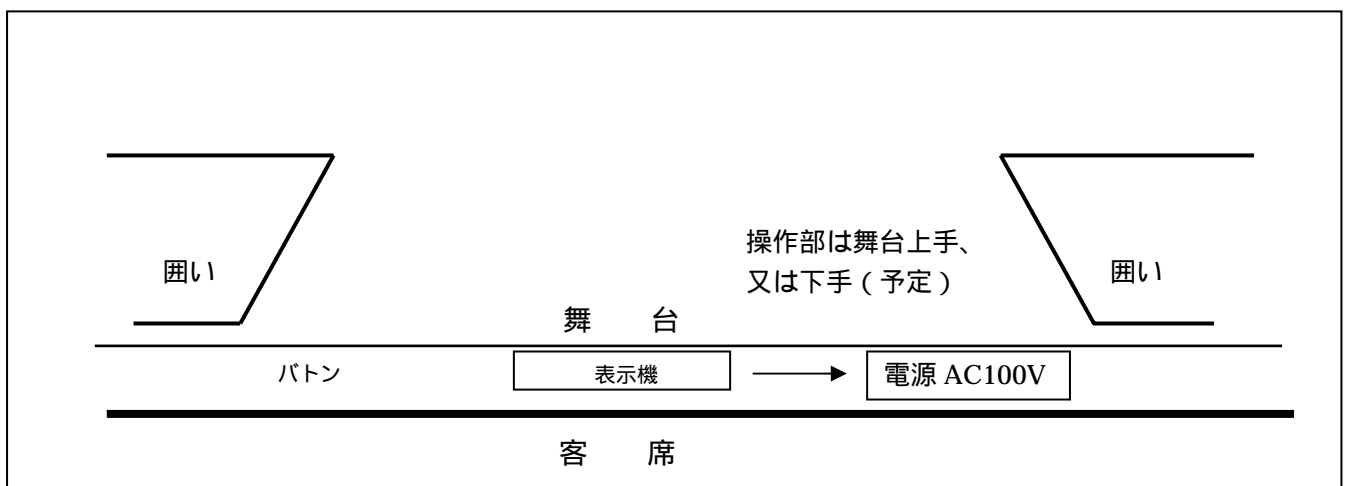 操作部は舞台上手、
又は下手(予定)
囲い
囲い
舞 台
バトン
表示機
電源 AC100V
客 席